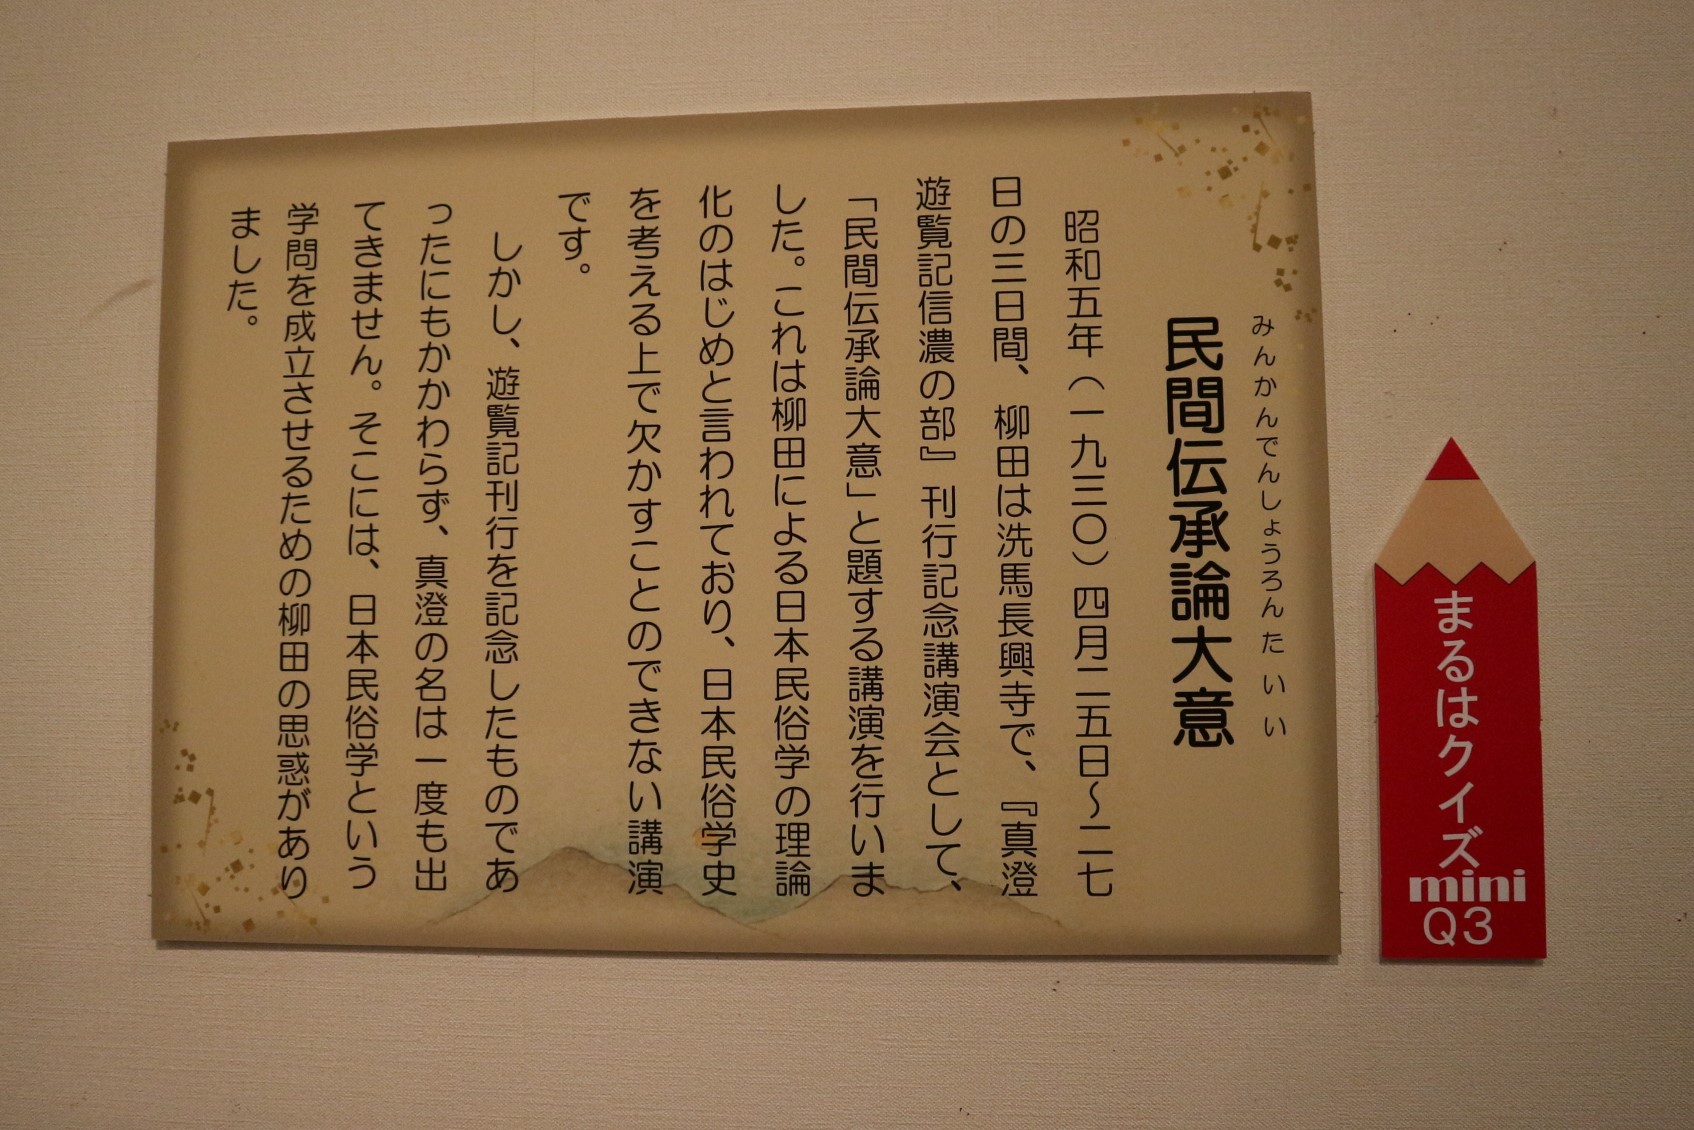 みんかんでんしょうろんたいい
民間伝承論大意
昭和五年（一九三〇）四月二五日～二七
日の三日間、柳田は洗馬長興寺で、『真澄
遊覧記信濃の部』刊行記念講演会として、
「民間伝承論大意」と題する講演を行いま
した。これは柳田による日本民俗学の理論
化のはじめと言われており、日本民俗学史
を考える上で欠かすことのできない講演
です。
しかし、遊覧記刊行を記念したものであ
ったにもかかわらず、真澄の名は一度も出
てきません。そこには、日本民俗学という
学問を成立させるための柳田の思惑があり
ました。
まるはクイズ
mini
Q3